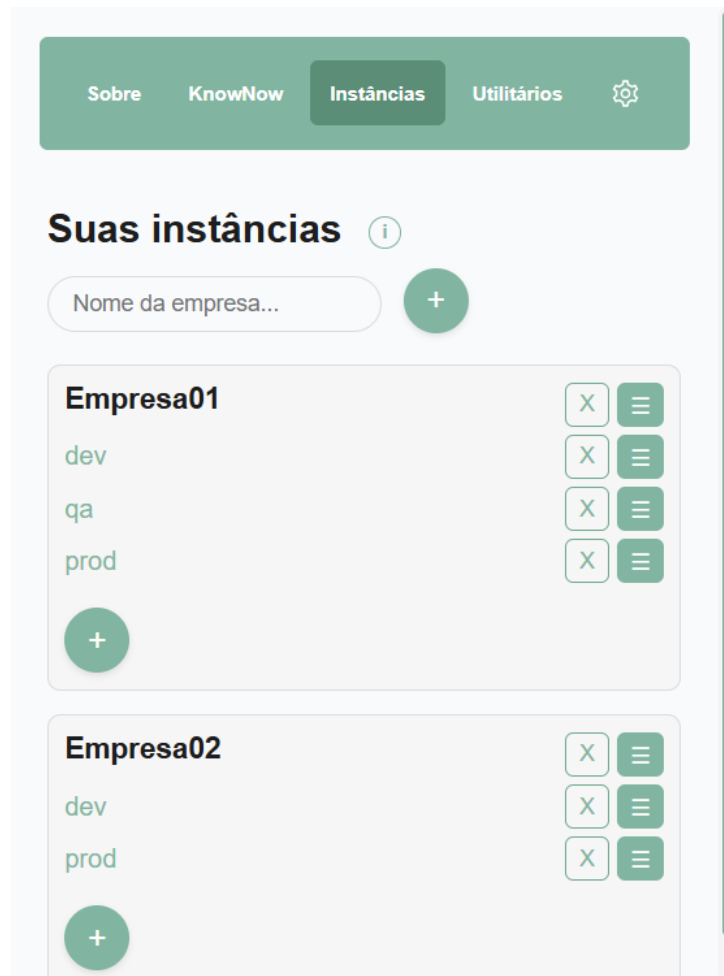 Sobre KnowNow Instâncias Utilitários
Suas instâncias i
Nome da empresa... +
Empresa01 X ☰
dev X ☰
qa X ☰
prod X ☰
+
Empresa02 X ☰
dev X ☰
prod X ☰
+